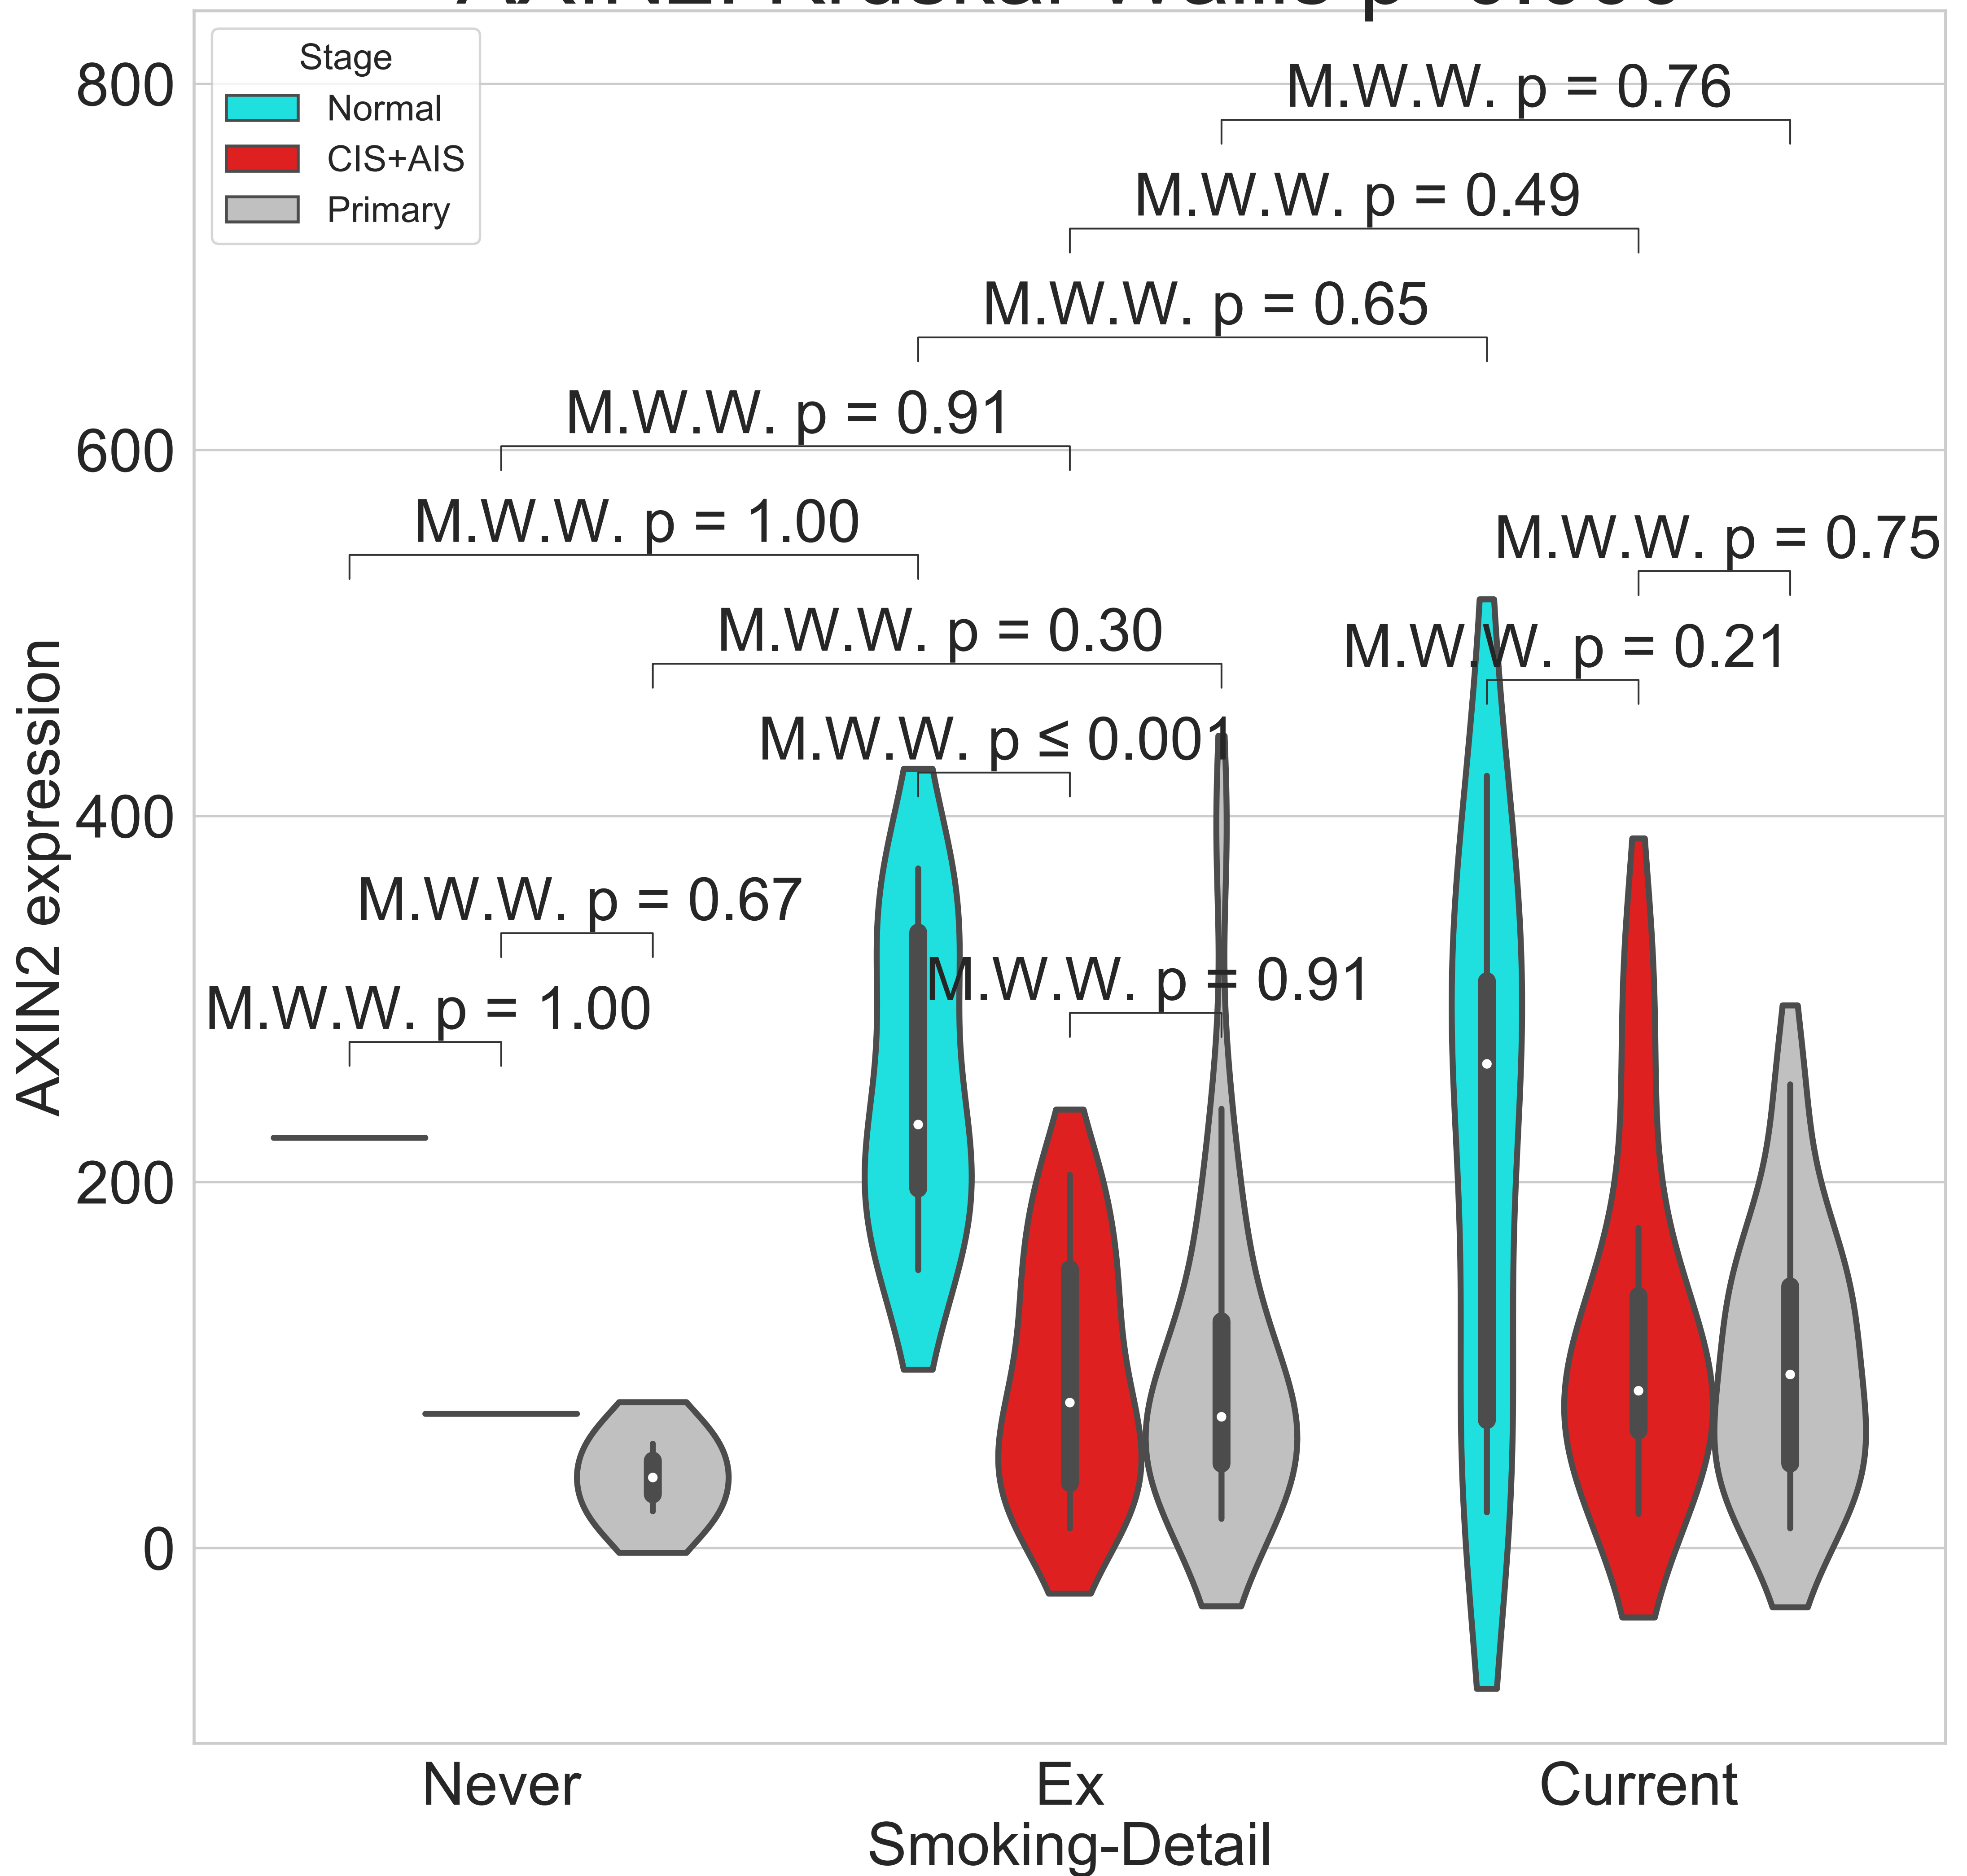 Stage
Normal
CIS+AIS
Primary
800
600
400
200
0
AXIN2 expression
M.W.W. p = 0.76
M.W.W. p = 0.49
M.W.W. p = 0.65
M.W.W. p = 0.91
M.W.W. p = 1.00
M.W.W. p = 0.75
M.W.W. p = 0.30
M.W.W. p = 0.21
M.W.W. p ≤ 0.001
M.W.W. p = 0.67
M.W.W. p = 0.91
M.W.W. p = 1.00
Never
Ex
Current
Smoking-Detail